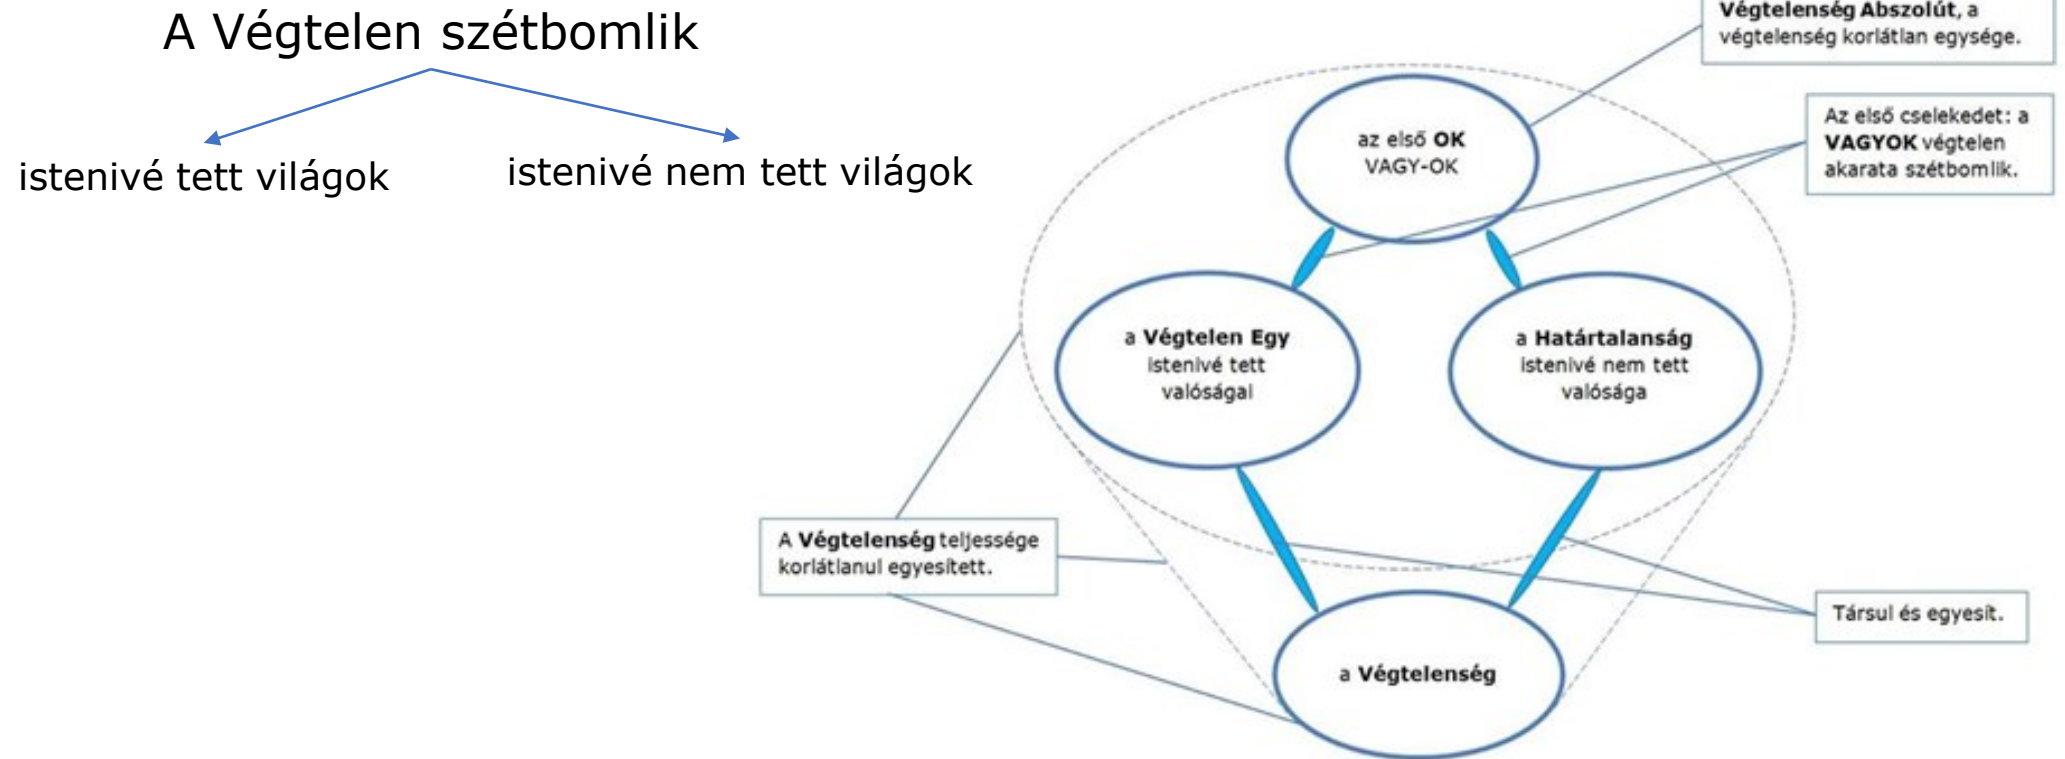 A Végtelen szétbomlik
istenivé tett világok
istenivé nem tett világok
Végtelenség Abszolút, a
végtelenség korlátlan egysége.
Az első cselekedet: a
VAGYOK végtelen
akarata szétbomlik.
az első OK
VAGY-OK
a Végtelen Egy
istenivé tett
valóságai
a Határtalanság
istenivé nem tett
valósága
A Végtelenség teljessége
korlátlanul egyesített.
Társul és egyesít.
a Végtelenség